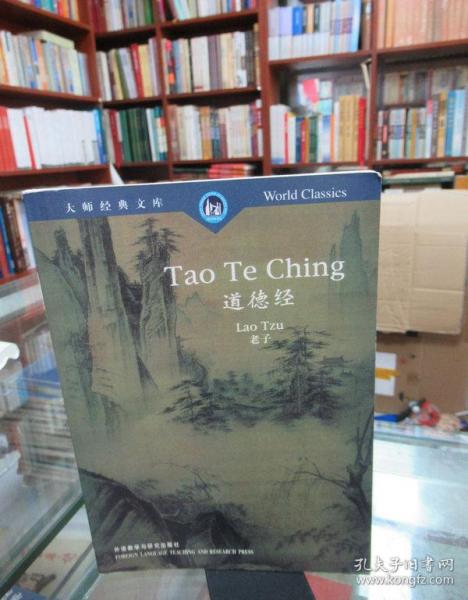 大师经典文库
World Classics
Tao Te Ching
道德经
Lao Tzu
老子
外语教学与研究出版社
FOREIGN LANGUAGE TEACHING AND RESEARCH PRESS
孔夫子旧书网
www.kongfz.com